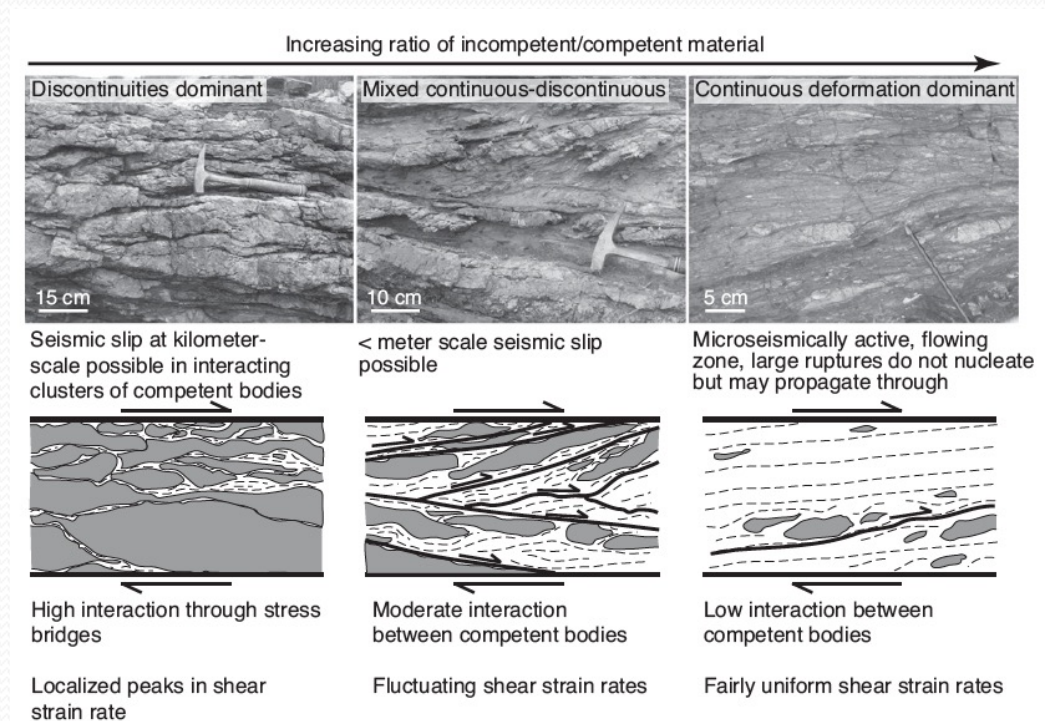 Increasing ratio of incompetent/competent material
Discontinuities dominant
Mixed continuous-discontinuous
Continuous deformation dominant
15 cm
10 cm
5 cm
Seismic slip at kilometer-
scale possible in interacting
clusters of competent bodies
< meter scale seismic slip
possible
Microseismically active, flowing
zone, large ruptures do not nucleate
but may propagate through
High interaction through stress
bridges
Moderate interaction
between competent bodies
Low interaction between
competent bodies
Localized peaks in shear
strain rate
Fluctuating shear strain rates
Fairly uniform shear strain rates